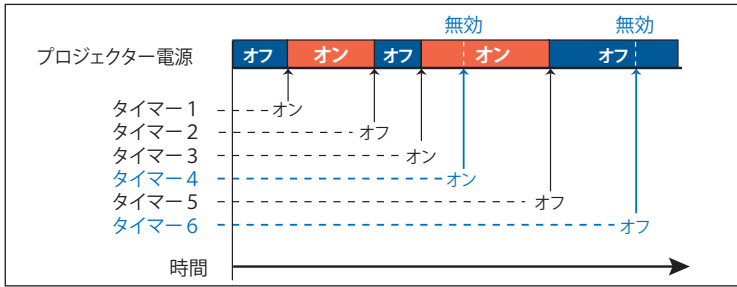 無効 無効
プロジェクター電源 オフ オン オフ オン オフ
タイマー1 オン
タイマー2 オフ
タイマー3 オン
タイマー4 オン
タイマー5 オフ
タイマー6 オフ
時間